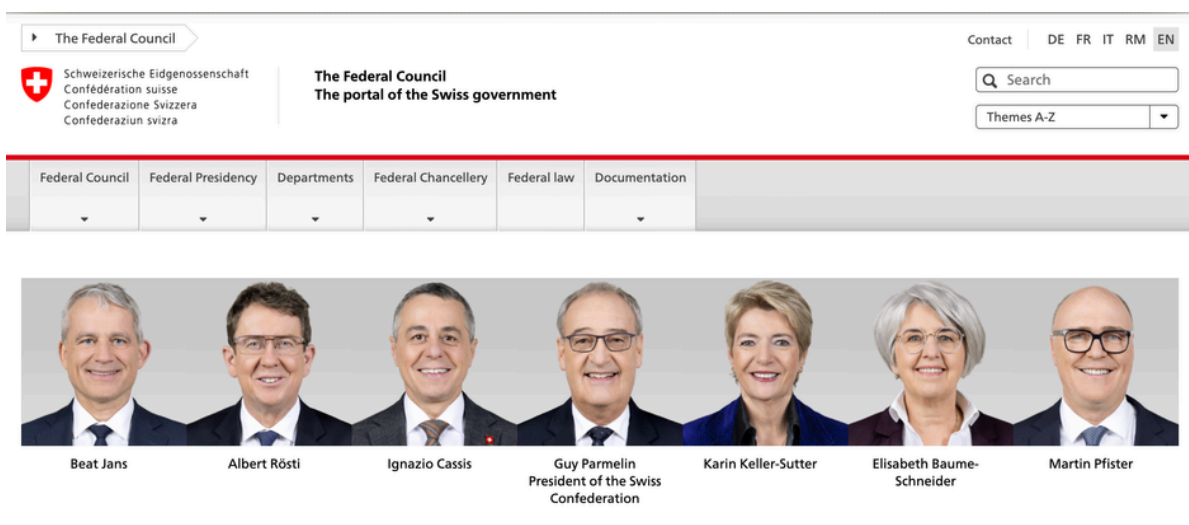 The Federal Council
Contact
DE FR IT RM EN
Schweizerische Eidgenossenschaft
Confédération suisse
Confederazione Svizzera
Confederaziun svizra
The Federal Council
The portal of the Swiss government
Search
Themes A-Z
Federal Council
Federal Presidency
Departments
Federal Chancellery
Federal law
Documentation
Beat Jans
Albert Rösti
Ignazio Cassis
Guy Parmelin
President of the Swiss
Confederation
Karin Keller-Sutter
Elisabeth Baume-
Schneider
Martin Pfister